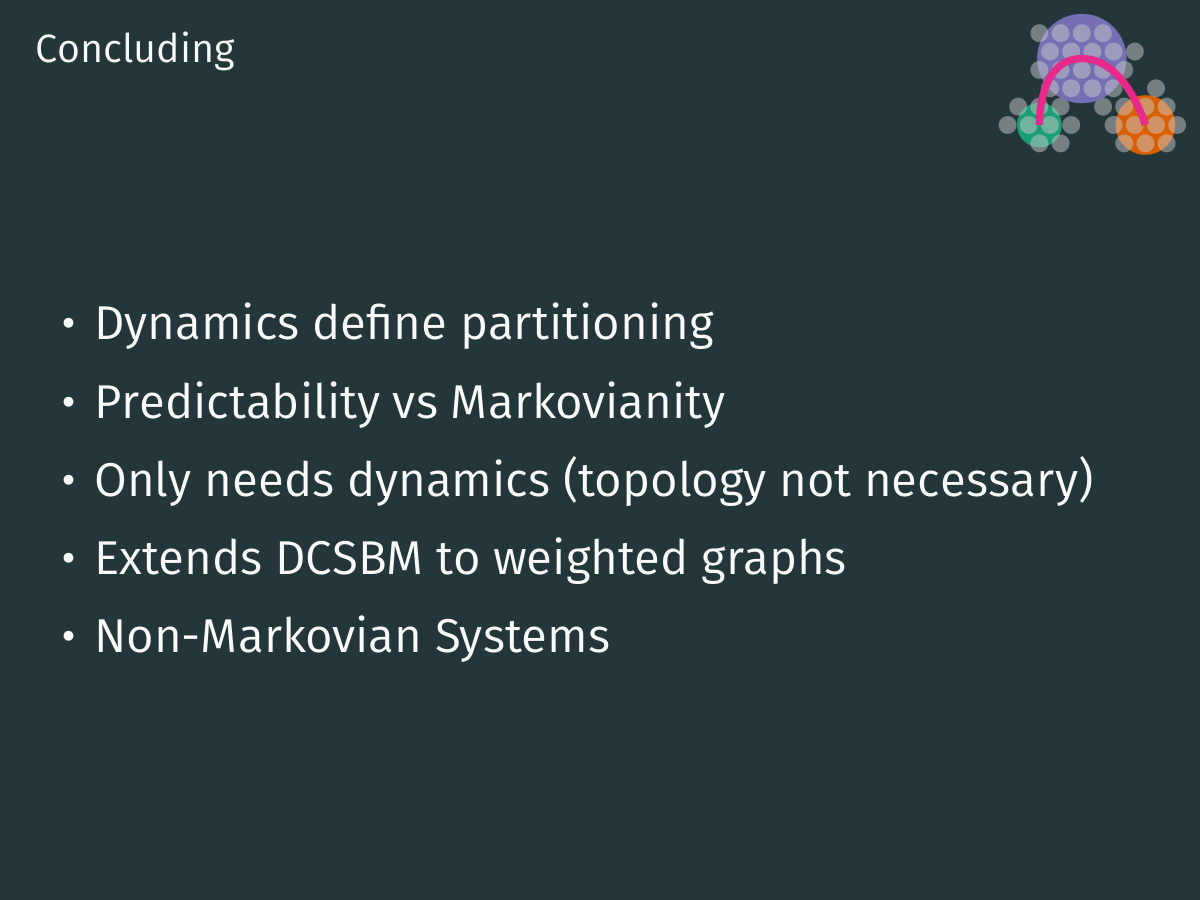 Concluding
• Dynamics define partitioning
• Predictability vs Markovianity
• Only needs dynamics (topology not necessary)
• Extends DCSBM to weighted graphs
• Non-Markovian Systems